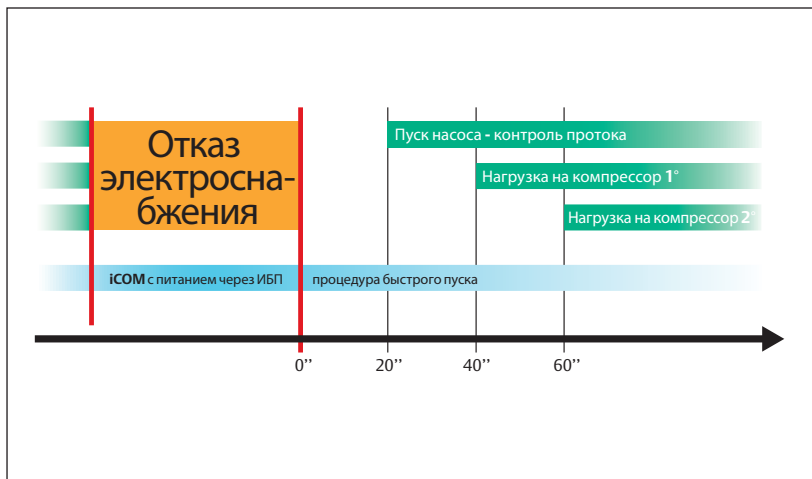 Отказ
электросна-
бжения
Пуск насоса - контроль протока
Нагрузка на компрессор 1°
Нагрузка на компрессор 2°
iCOM с питанием через ИБП
процедура быстрого пуска
0’’
20’’
40’’
60’’